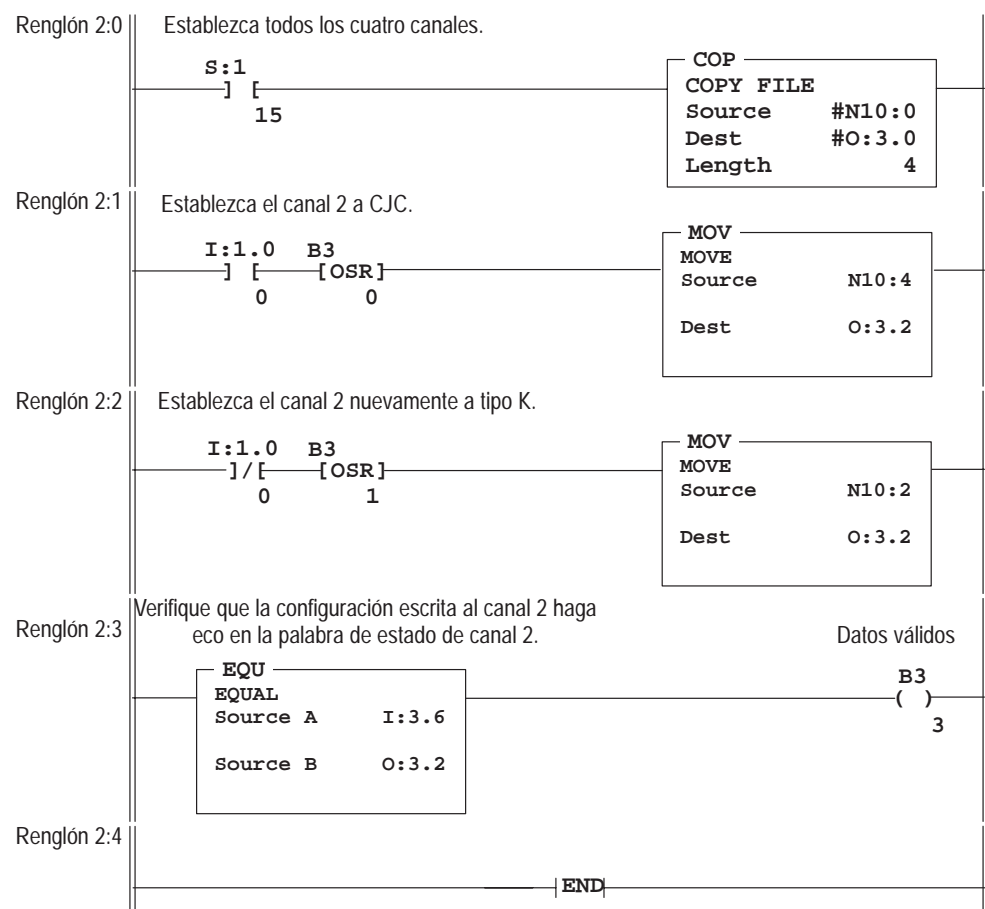 Renglón 2:0
Establezca todos los cuatro canales.
S:1
] [
15
COP
COPY FILE
Source #N10:0
Dest #O:3.0
Length 4
Renglón 2:1
Establezca el canal 2 a CJC.
I:1.0 B3
] [ [OSR]
0 0
MOV
MOVE
Source N10:4
Dest O:3.2
Renglón 2:2
Establezca el canal 2 nuevamente a tipo K.
I:1.0 B3
]/[ [OSR]
0 1
MOV
MOVE
Source N10:2
Dest O:3.2
Renglón 2:3
Verifique que la configuración escrita al canal 2 haga
eco en la palabra de estado de canal 2.
Datos válidos
EQU
EQUAL
Source A I:3.6
Source B O:3.2
B3
( )
3
Renglón 2:4
END